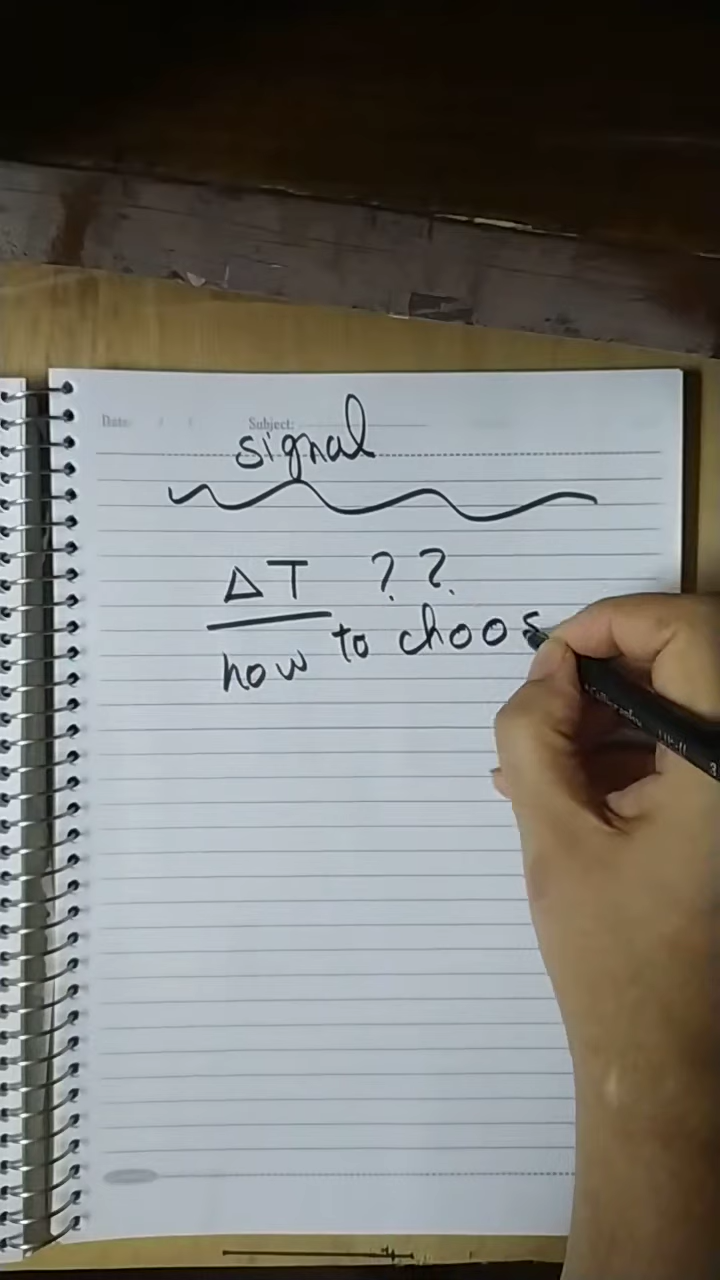 Date: / / Subject:
signal
ΔT ??
how to choos